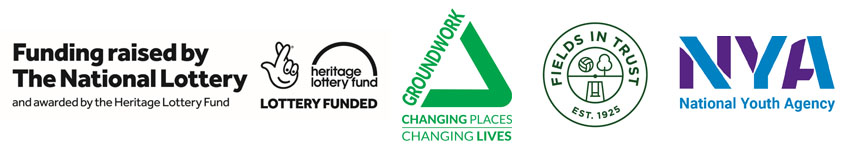 Funding raised by
The National Lottery
and awarded by the Heritage Lottery Fund
heritage
lottery fund
LOTTERY FUNDED
GROUNDWORK
CHANGING PLACES
CHANGING LIVES
FIELDS IN TRUST
EST. 1925
NYA
National Youth Agency